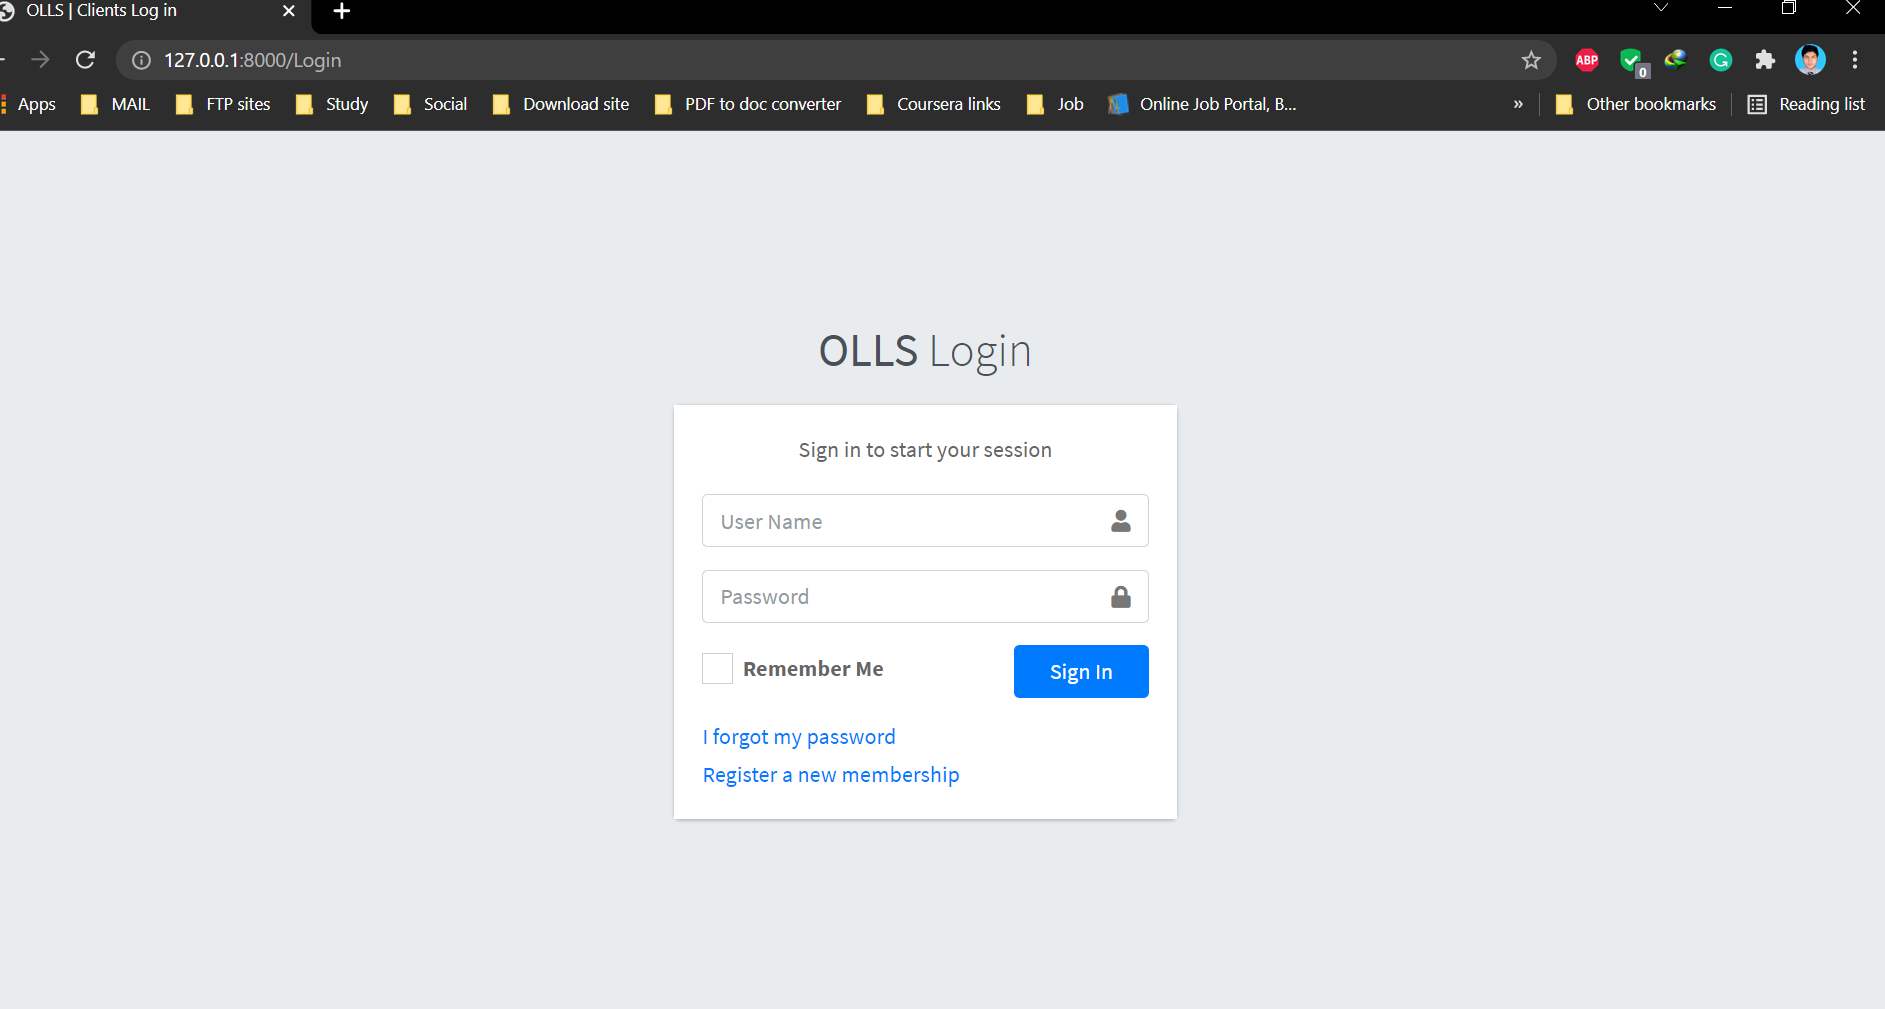 OLLS | Clients Log in
127.0.0.1:8000/Login
ABP
0
G
Apps MAIL FTP sites Study Social Download site PDF to doc converter Coursera links Job Online Job Portal, B... » Other bookmarks Reading list
OLLS Login
Sign in to start your session
User Name
Password
Remember Me
Sign In
I forgot my password
Register a new membership